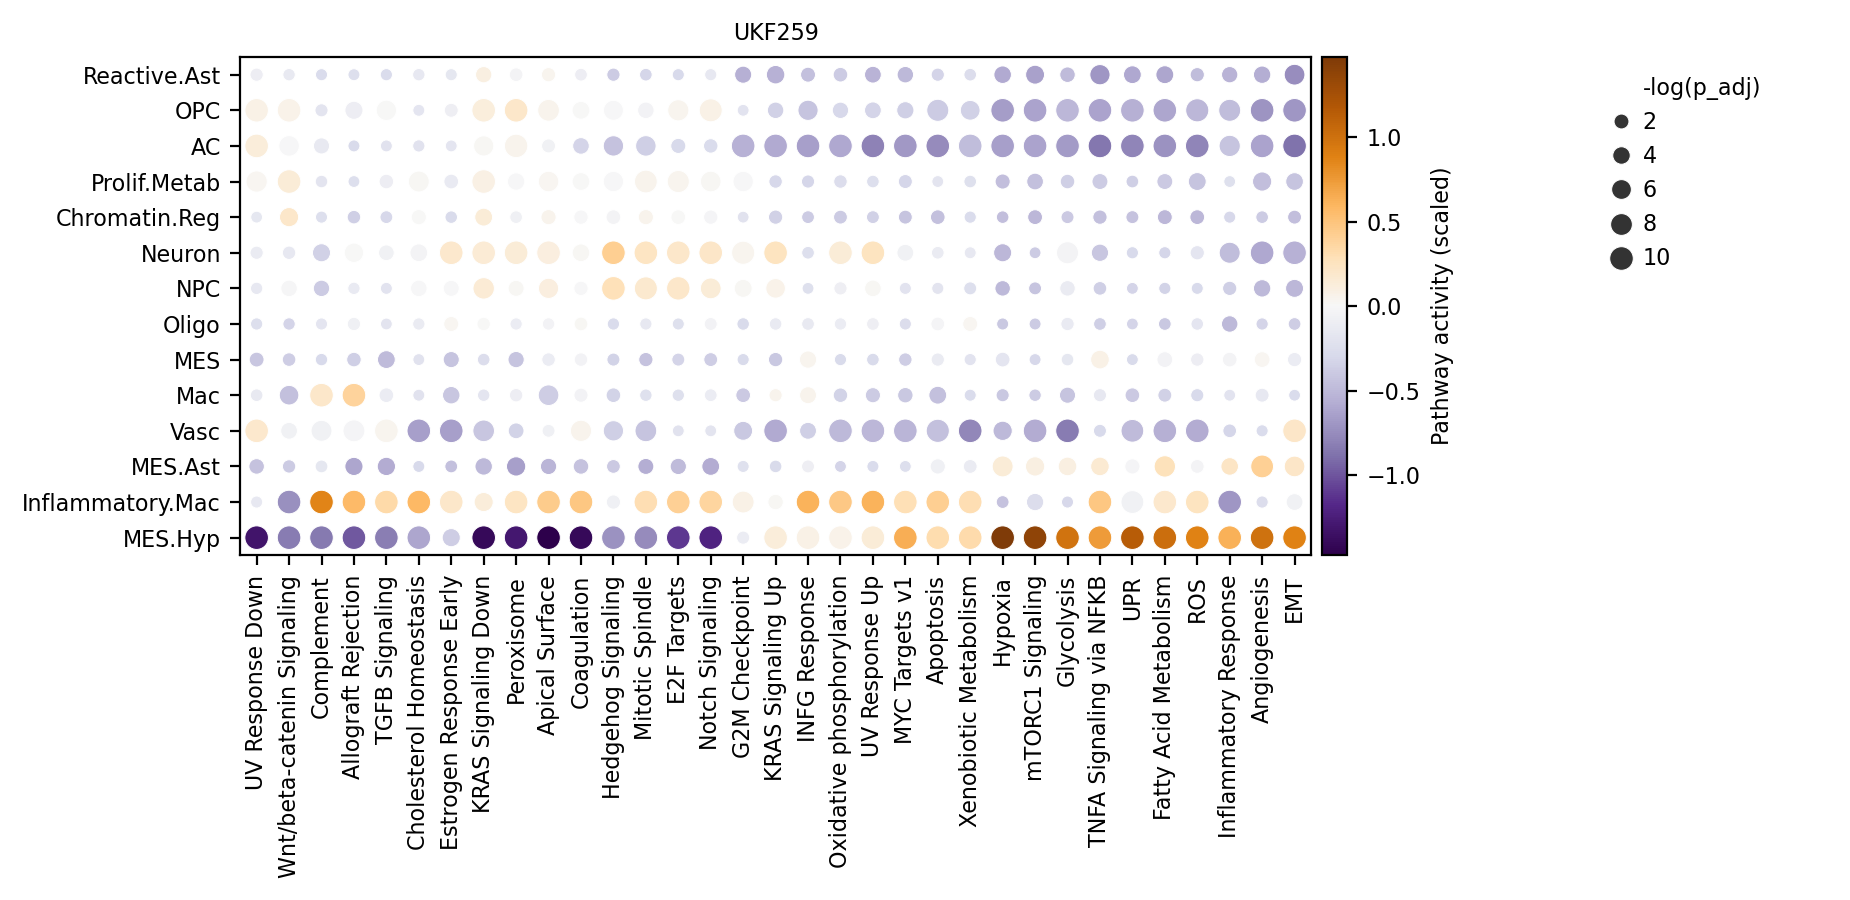 UKF259
Reactive.Ast
OPC
AC
Prolif.Metab
Chromatin.Reg
Neuron
NPC
Oligo
MES
Mac
Vasc
MES.Ast
Inflammatory.Mac
MES.Hyp
UV Response Down
Wnt/beta-catenin Signaling
Complement
Allograft Rejection
TGFB Signaling
Cholesterol Homeostasis
Estrogen Response Early
KRAS Signaling Down
Peroxisome
Apical Surface
Coagulation
Hedgehog Signaling
Mitotic Spindle
E2F Targets
Notch Signaling
G2M Checkpoint
KRAS Signaling Up
INFG Response
Oxidative phosphorylation
UV Response Up
MYC Targets v1
Apoptosis
Xenobiotic Metabolism
Hypoxia
mTORC1 Signaling
Glycolysis
TNFA Signaling via NFKB
UPR
Fatty Acid Metabolism
ROS
Inflammatory Response
Angiogenesis
EMT
1.0
0.5
0.0
−0.5
−1.0
Pathway activity (scaled)
-log(p_adj)
2
4
6
8
10